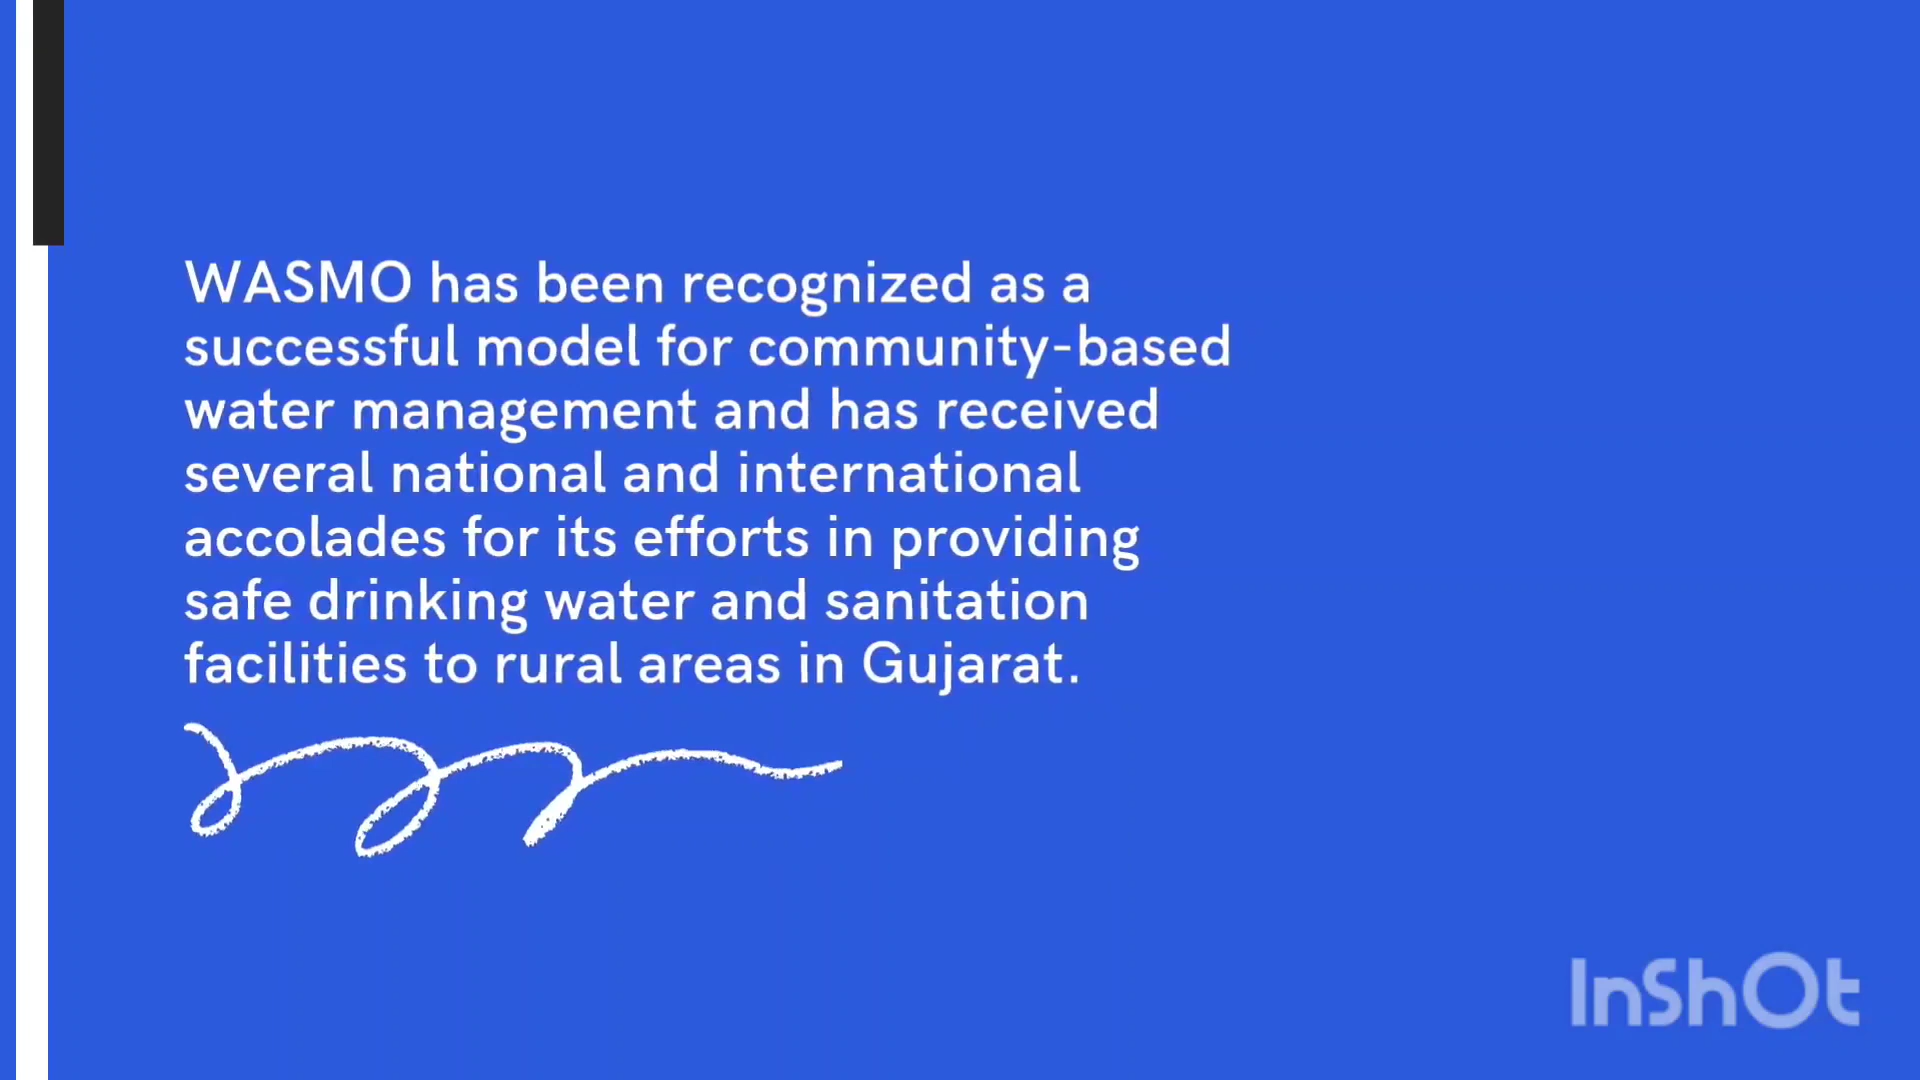 WASMO has been recognized as a
successful model for community-based
water management and has received
several national and international
accolades for its efforts in providing
safe drinking water and sanitation
facilities to rural areas in Gujarat.
InShOt